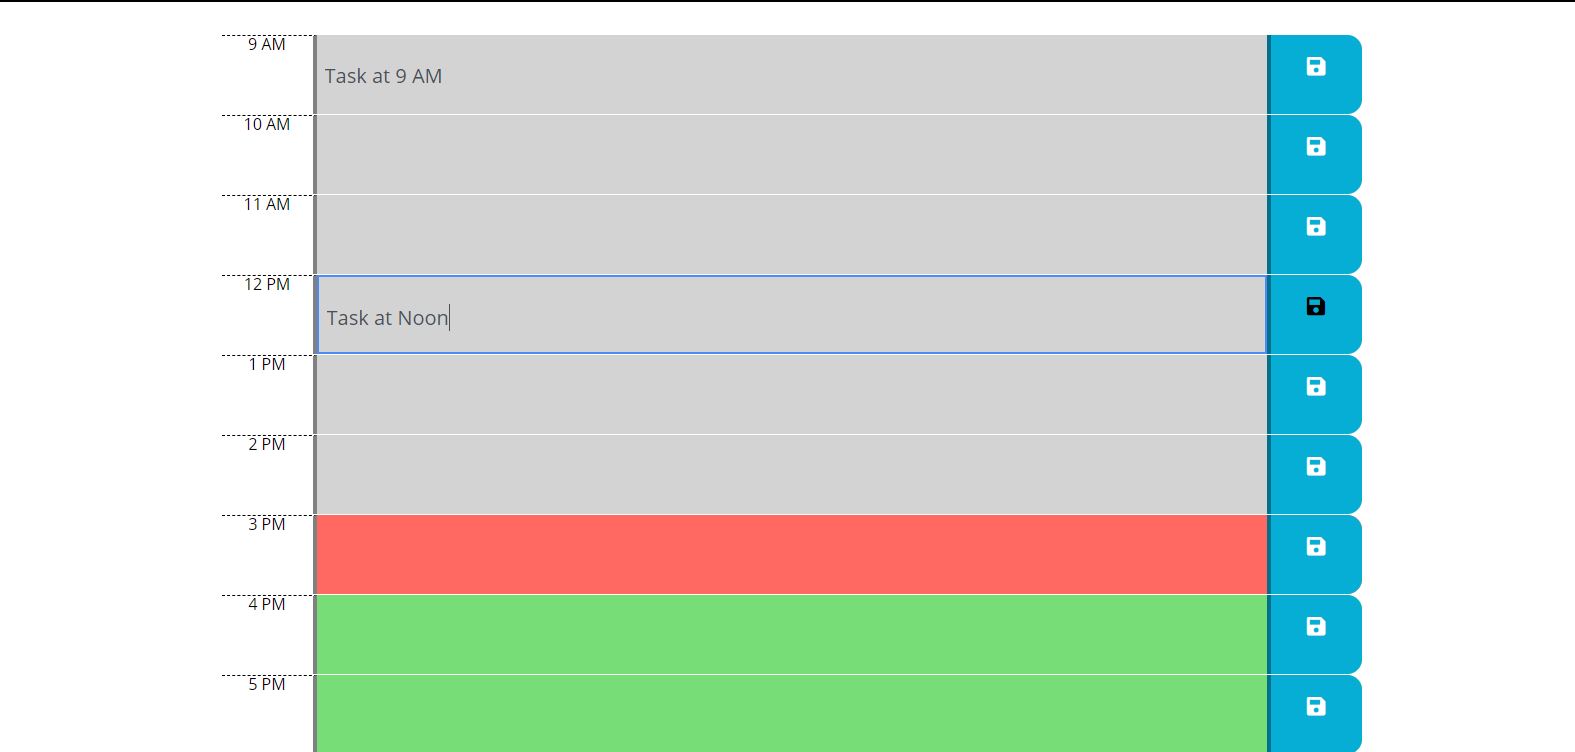 9 AM
Task at 9 AM
10 AM
11 AM
12 PM
Task at Noon
1 PM
2 PM
3 PM
4 PM
5 PM